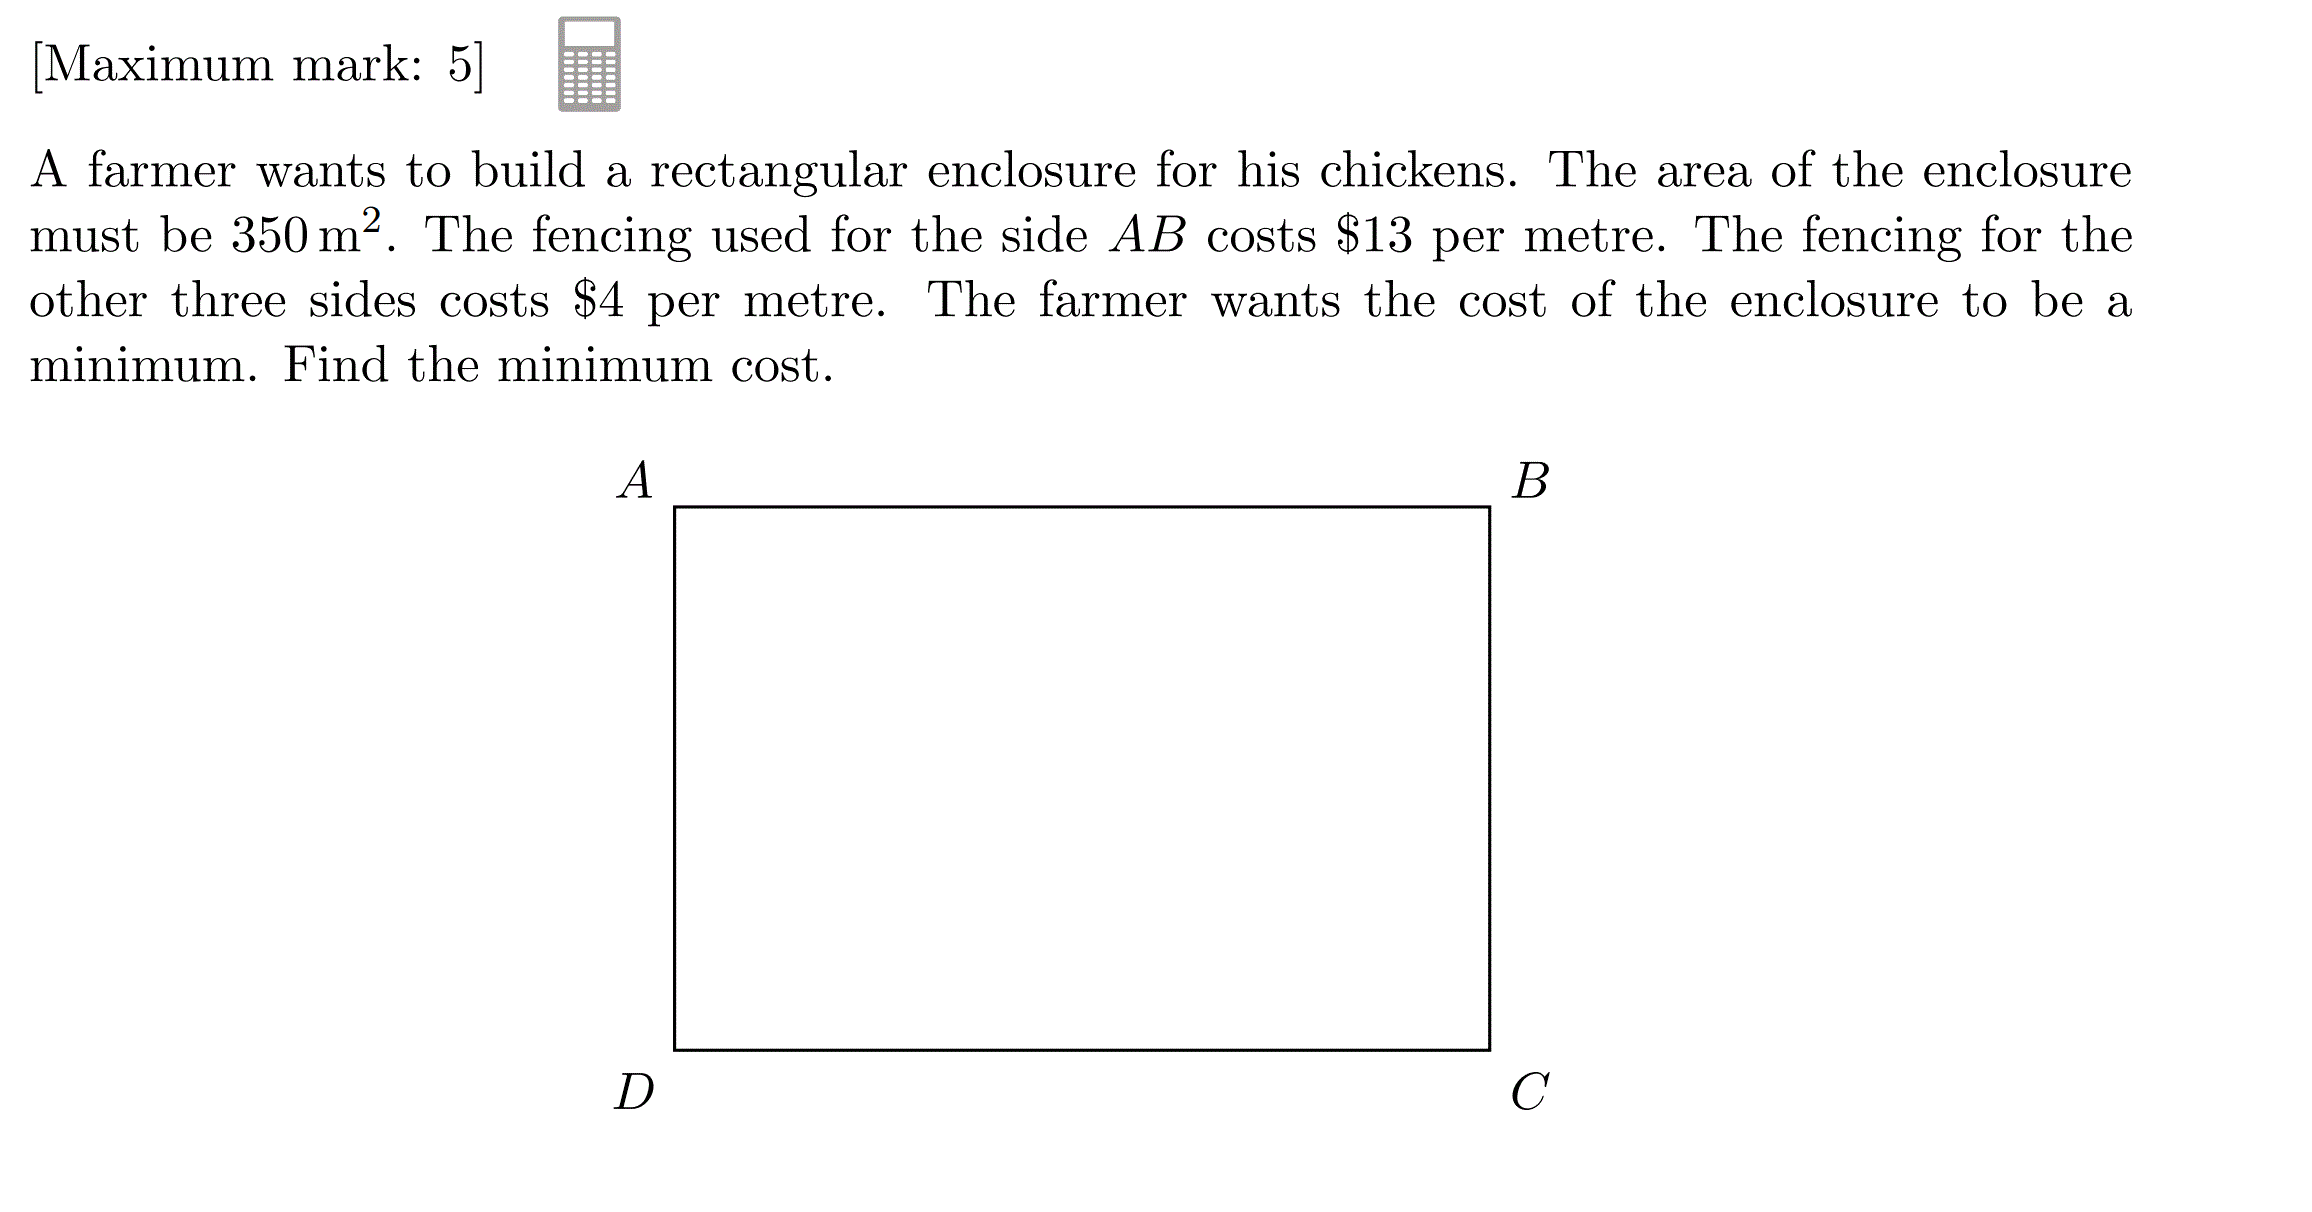 [Maximum mark: 5]
A farmer wants to build a rectangular enclosure for his chickens. The area of the enclosure
must be 350 m². The fencing used for the side AB costs $13 per metre. The fencing for the
other three sides costs $4 per metre. The farmer wants the cost of the enclosure to be a
minimum. Find the minimum cost.
A B
D C